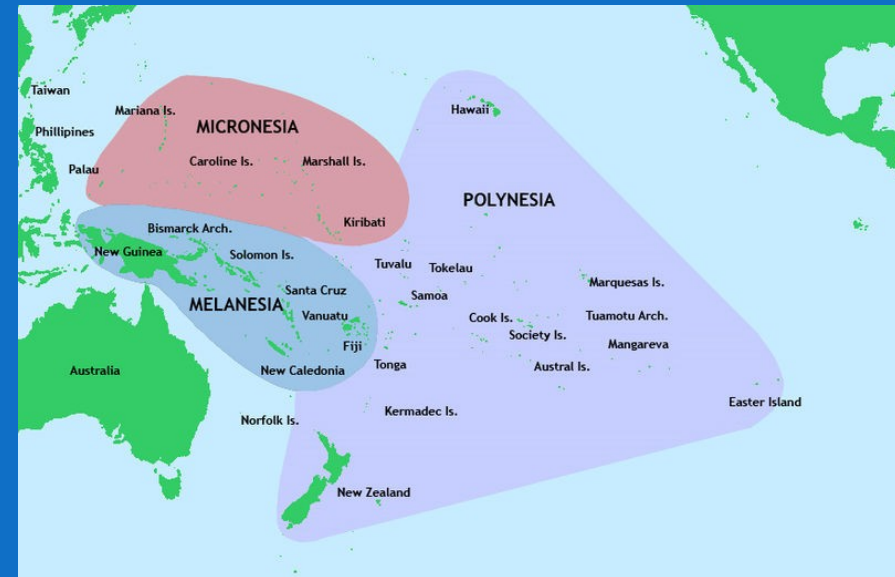 Taiwan
Hawaii
Mariana Is.
MICRONESIA
Phillipines
Caroline Is.
Marshall Is.
Palau
POLYNESIA
Kiribati
Bismarck Arch.
New Guinea
Solomon Is.
Tuvalu
Tokelau
Marquesas Is.
Santa Cruz
Samoa
MELANESIA
Vanuatu
Cook Is.
Tuamotu Arch.
Society Is.
Fiji
Mangareva
Tonga
Austral Is.
Australia
New Caledonia
Easter Island
Kermadec Is.
Norfolk Is.
New Zealand